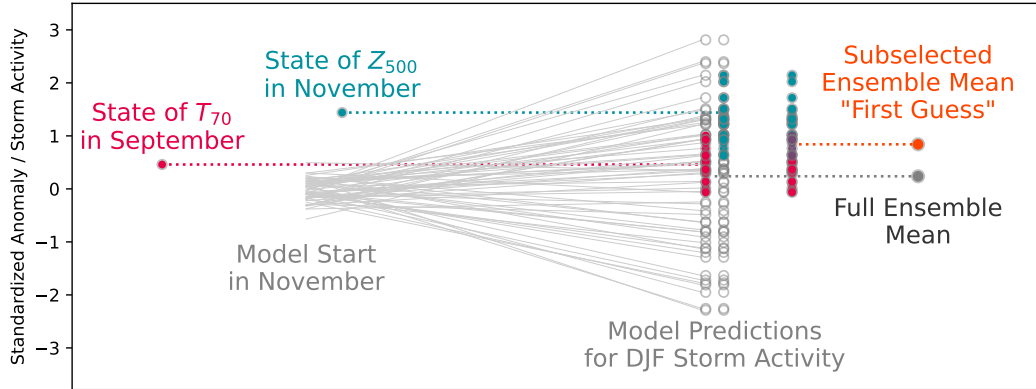 Standardized Anomaly / Storm Activity
3
2
1
0
−1
−2
−3
State of T70
in September
State of Z500
in November
Model Start
in November
Model Predictions
for DJF Storm Activity
Subselected
Ensemble Mean
"First Guess"
Full Ensemble
Mean